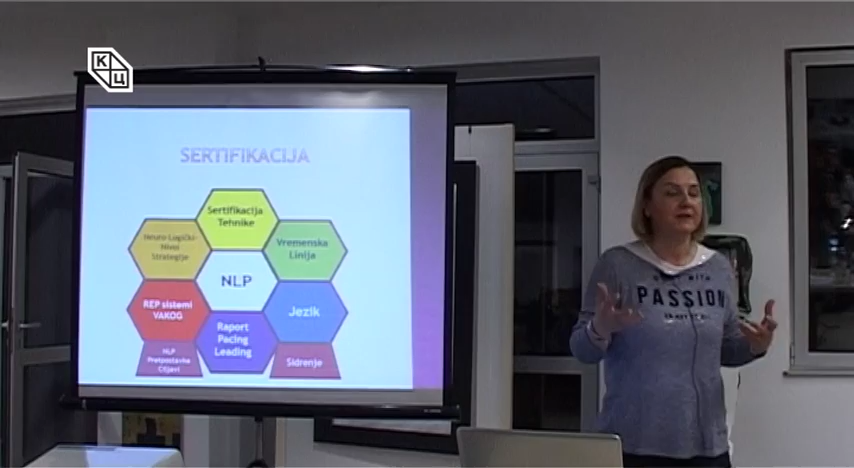 К
Ц
SERTIFIKACIJA
Sertifikacija
Tehnike
Neuro-Logički-
Nivoi
Strategije
Vremenska
Linija
NLP
REP sistemi
VAKOG
Jezik
Raport
Pacing
Leading
NLP
Pretpostavke
Ciljevi
Sidrenje
WITH
PASSION